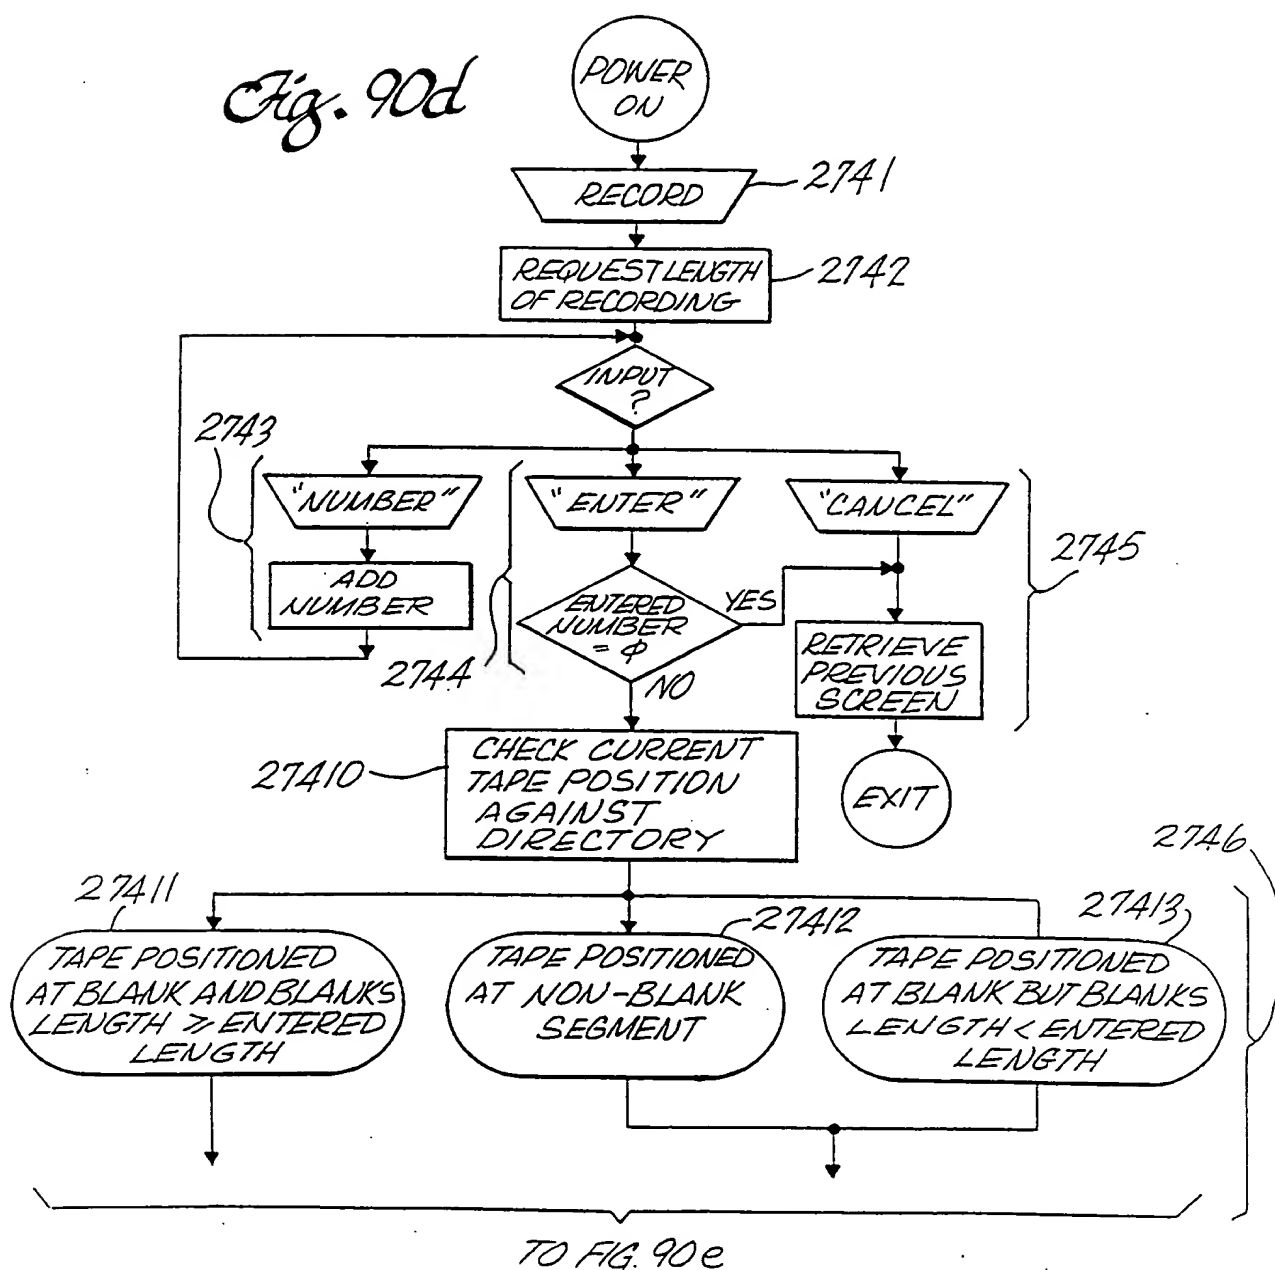 Fig. 90d
POWER
ON
RECORD
2741
REQUEST LENGTH
OF RECORDING
2742
INPUT
?
2743
"NUMBER"
"ENTER"
"CANCEL"
2745
ADD
NUMBER
ENTERED
NUMBER
= φ
YES
2744
NO
RETRIEVE
PREVIOUS
SCREEN
27410
CHECK CURRENT
TAPE POSITION
AGAINST
DIRECTORY
EXIT
2746
27411
TAPE POSITIONED
AT BLANK AND BLANKS
LENGTH ≥ ENTERED
LENGTH
27412
TAPE POSITIONED
AT NON-BLANK
SEGMENT
27413
TAPE POSITIONED
AT BLANK BUT BLANKS
LENGTH < ENTERED
LENGTH
TO FIG. 90e